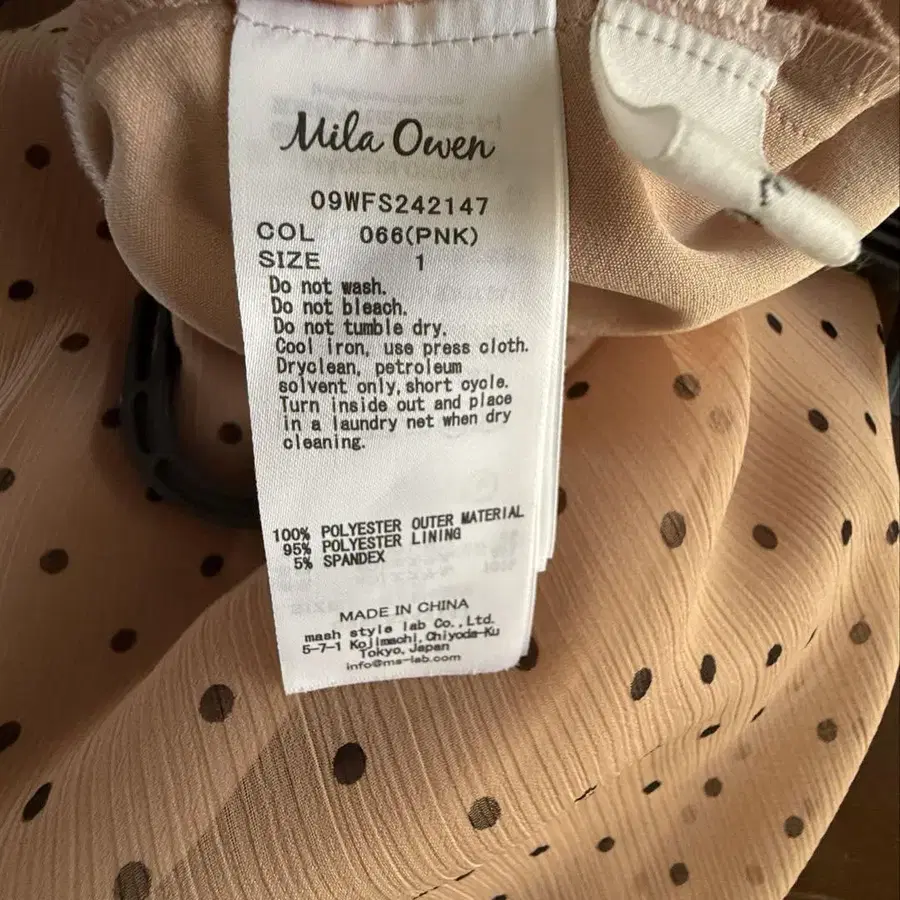 Mila Owen
09WFS242147
COL 066(PNK)
SIZE 1
Do not wash.
Do not bleach.
Do not tumble dry.
Cool iron, use press cloth.
Dryclean, petroleum
solvent only,short cycle.
Turn inside out and place
in a laundry net when dry
cleaning.
100% POLYESTER OUTER MATERIAL
95% POLYESTER LINING
5% SPANDEX
MADE IN CHINA
mash style lab Co.,Ltd.
5-7-1 Kojimachi,Chiyoda-Ku
Tokyo,Japan
info@ms-lab.com